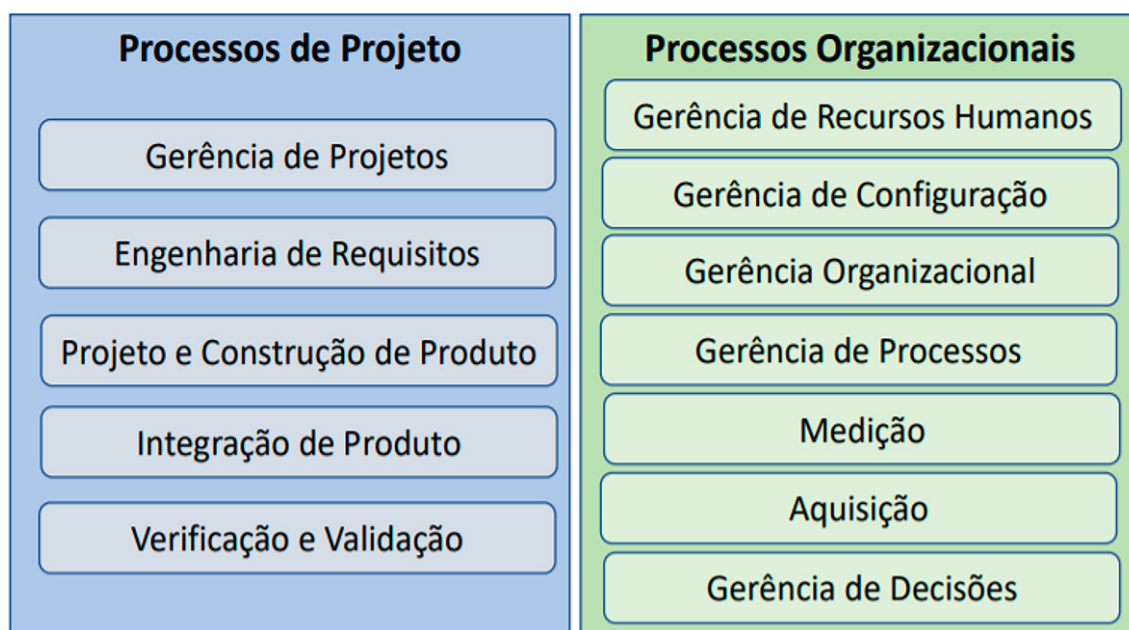 Processos de Projeto
Gerência de Projetos
Engenharia de Requisitos
Projeto e Construção de Produto
Integração de Produto
Verificação e Validação
Processos Organizacionais
Gerência de Recursos Humanos
Gerência de Configuração
Gerência Organizacional
Gerência de Processos
Medição
Aquisição
Gerência de Decisões